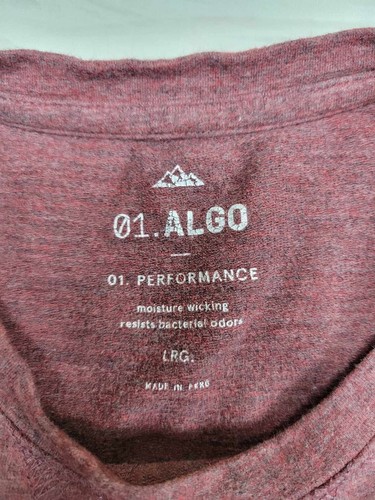 01.ALGO
01. PERFORMANCE
moisture wicking
resists bacterial odors
LRG.
MADE IN PERU